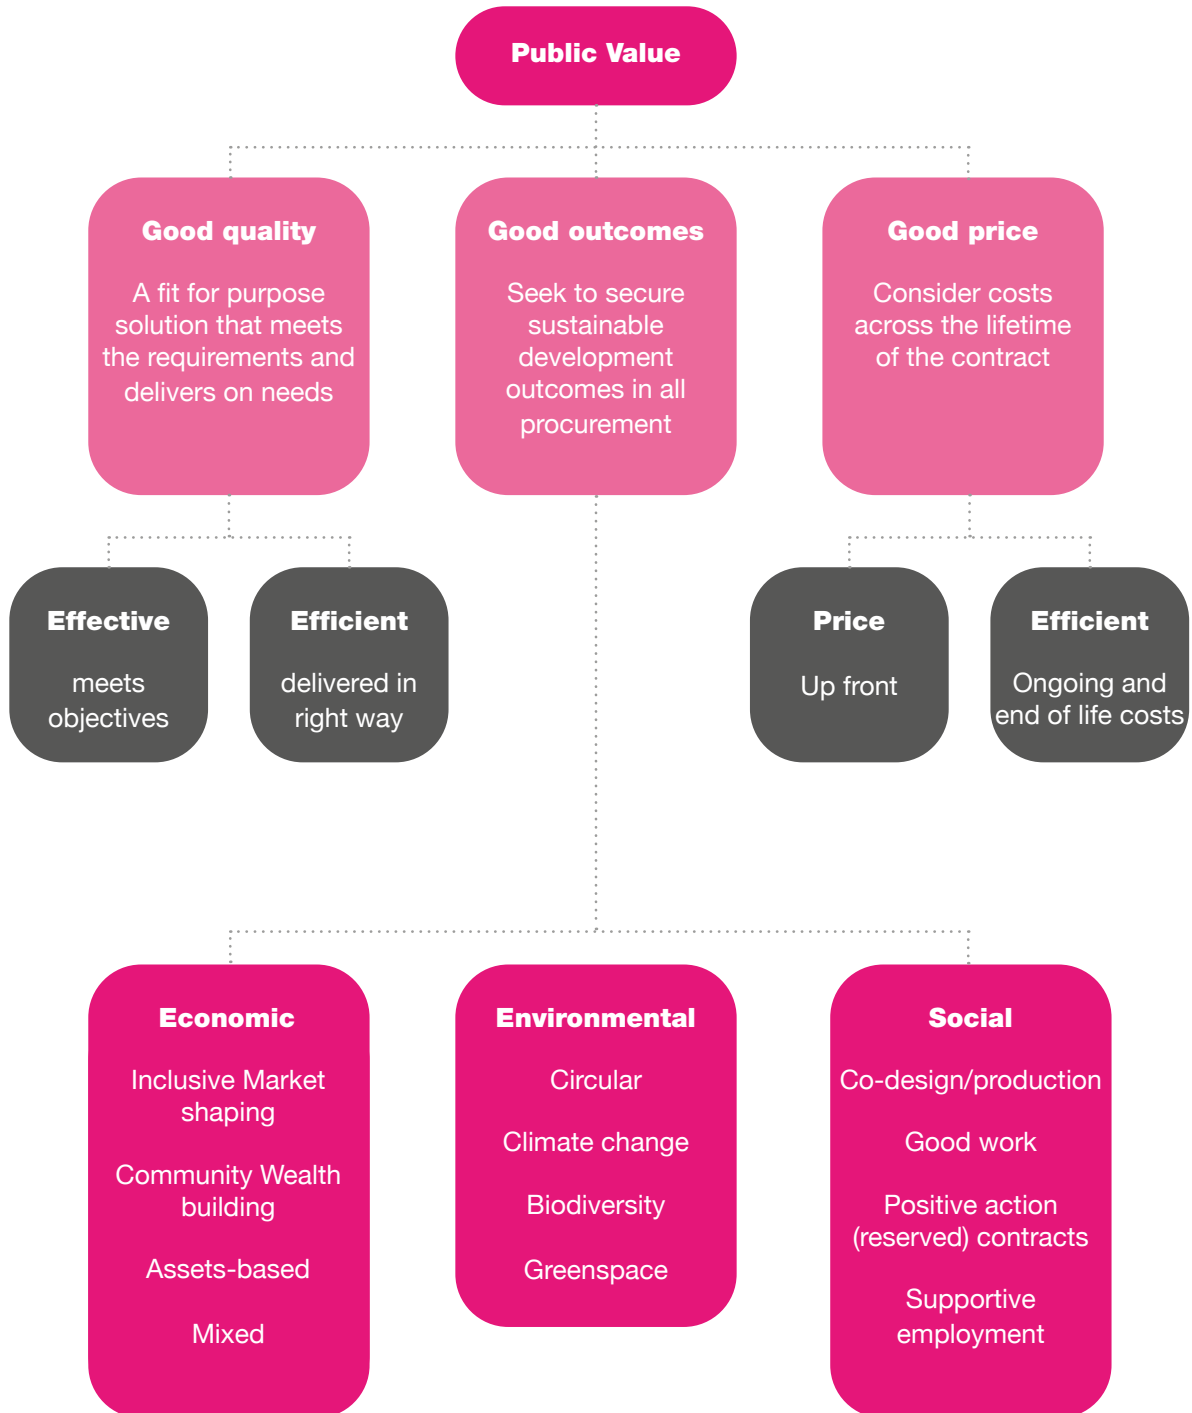 Public Value
Good quality
A fit for purpose
solution that meets
the requirements and
delivers on needs
Good outcomes
Seek to secure
sustainable
development
outcomes in all
procurement
Good price
Consider costs
across the lifetime
of the contract
Effective
meets
objectives
Efficient
delivered in
right way
Price
Up front
Efficient
Ongoing and
end of life costs
Economic
Inclusive Market
shaping
Community Wealth
building
Assets-based
Mixed
Environmental
Circular
Climate change
Biodiversity
Greenspace
Social
Co-design/production
Good work
Positive action
(reserved) contracts
Supportive
employment